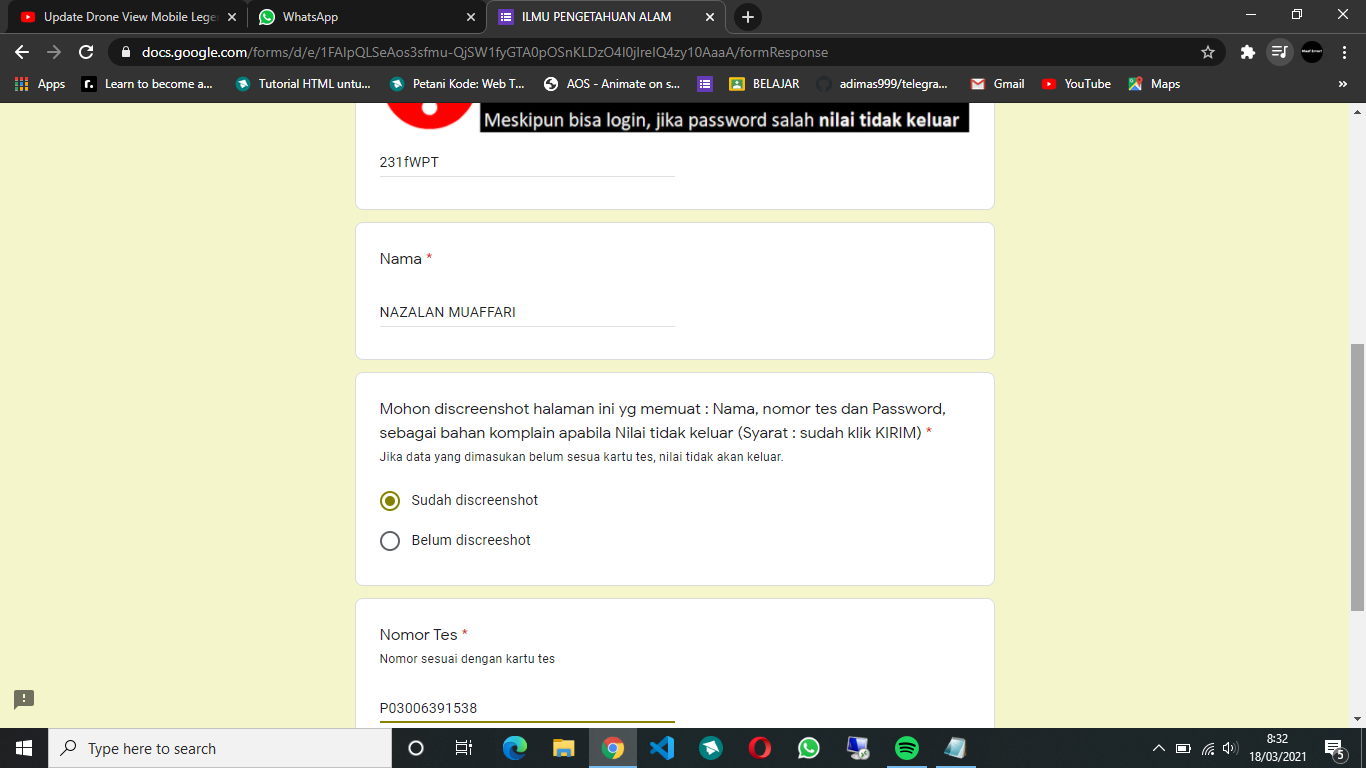 Update Drone View Mobile Lege
WhatsApp
ILMU PENGETAHUAN ALAM
docs.google.com/forms/d/e/1FAIpQLSeAos3sfmu-QjSW1fyGTA0pOSnKLDzO4I0jIreIQ4zy10AaaA/formResponse
Apps
Learn to become a...
Tutorial HTML untu...
Petani Kode: Web T...
AOS - Animate on s...
BELAJAR
adimas999/telegra...
Gmail
YouTube
Maps
»
Meskipun bisa login, jika password salah nilai tidak keluar
231fWPT
Nama *
NAZALAN MUAFFARI
Mohon discreenshot halaman ini yg memuat : Nama, nomor tes dan Password,
sebagai bahan komplain apabila Nilai tidak keluar (Syarat : sudah klik KIRIM) *
Jika data yang dimasukan belum sesua kartu tes, nilai tidak akan keluar.
Sudah discreenshot
Belum discreeshot
Nomor Tes *
Nomor sesuai dengan kartu tes
P03006391538
Type here to search
8:32
18/03/2021
5